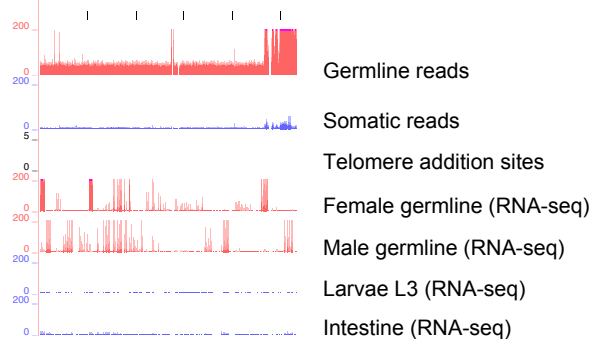 200
0
Germline reads
200
0
Somatic reads
5
0
Telomere addition sites
200
0
Female germline (RNA-seq)
200
0
Male germline (RNA-seq)
200
0
Larvae L3 (RNA-seq)
200
0
Intestine (RNA-seq)